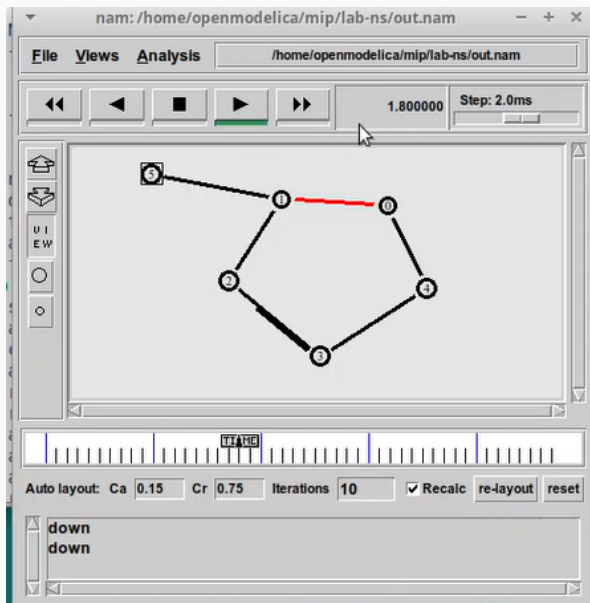 nam: /home/openmodelica/mip/lab-ns/out.nam
File Views Analysis /home/openmodelica/mip/lab-ns/out.nam
1.800000 Step: 2.0ms
VIEW
5
1
0
2
4
3
TIME
Auto layout: Ca 0.15 Cr 0.75 Iterations 10 Recalc re-layout reset
down
down